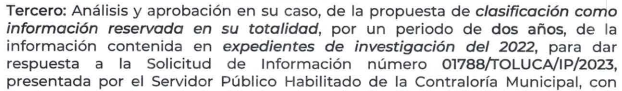 Tercero: Análisis y aprobación en su caso, de la propuesta de clasificación como
información reservada en su totalidad, por un periodo de dos años, de la
información contenida en expedientes de investigación del 2022, para dar
respuesta a la Solicitud de Información número 01788/TOLUCA/IP/2023,
presentada por el Servidor Público Habilitado de la Contraloría Municipal, con